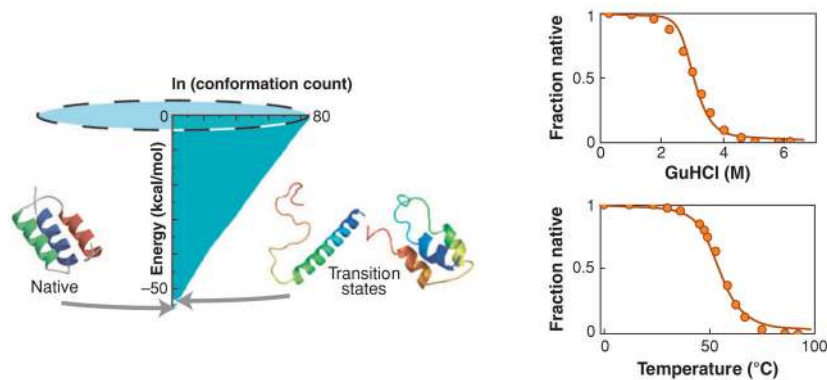 ln (conformation count)
0
80
Energy (kcal/mol)
–50
Native
Transition
states
Fraction native
1
0.5
0
0
2
4
6
GuHCl (M)
Fraction native
1
0.5
0
0
50
100
Temperature (°C)